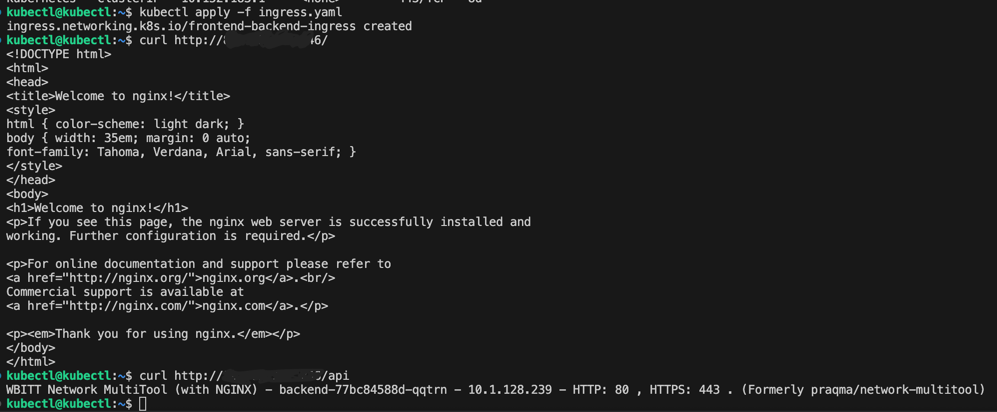 kubectl@kubectl:~$ kubectl apply -f ingress.yaml
ingress.networking.k8s.io/frontend-backend-ingress created
kubectl@kubectl:~$ curl http:// 6/
<!DOCTYPE html>
<html>
<head>
<title>Welcome to nginx!</title>
<style>
html { color-scheme: light dark; }
body { width: 35em; margin: 0 auto;
font-family: Tahoma, Verdana, Arial, sans-serif; }
</style>
</head>
<body>
<h1>Welcome to nginx!</h1>
<p>If you see this page, the nginx web server is successfully installed and
working. Further configuration is required.</p>
<p>For online documentation and support please refer to
<a href="http://nginx.org/">nginx.org</a>.<br/>
Commercial support is available at
<a href="http://nginx.com/">nginx.com</a>.</p>
<p><em>Thank you for using nginx.</em></p>
</body>
</html>
kubectl@kubectl:~$ curl http:// /api
WBITT Network MultiTool (with NGINX) - backend-77bc84588d-qqtrn - 10.1.128.239 - HTTP: 80 , HTTPS: 443 . (Formerly praqma/network-multitool)
kubectl@kubectl:~$